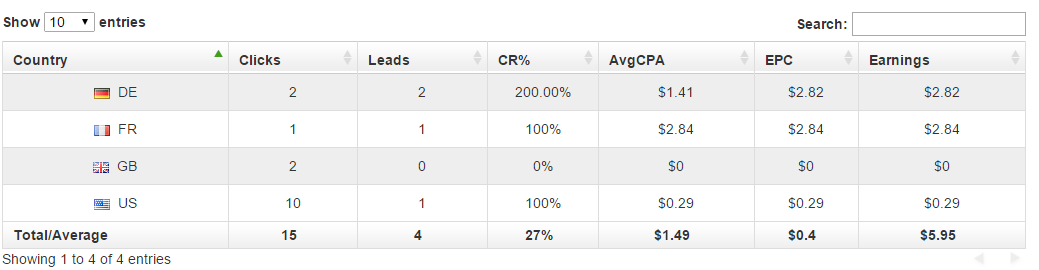 Show 10 entries Search:
Country Clicks Leads CR% AvgCPA EPC Earnings
DE 2 2 200.00% $1.41 $2.82 $2.82
FR 1 1 100% $2.84 $2.84 $2.84
GB 2 0 0% $0 $0 $0
US 10 1 100% $0.29 $0.29 $0.29
Total/Average 15 4 27% $1.49 $0.4 $5.95
Showing 1 to 4 of 4 entries